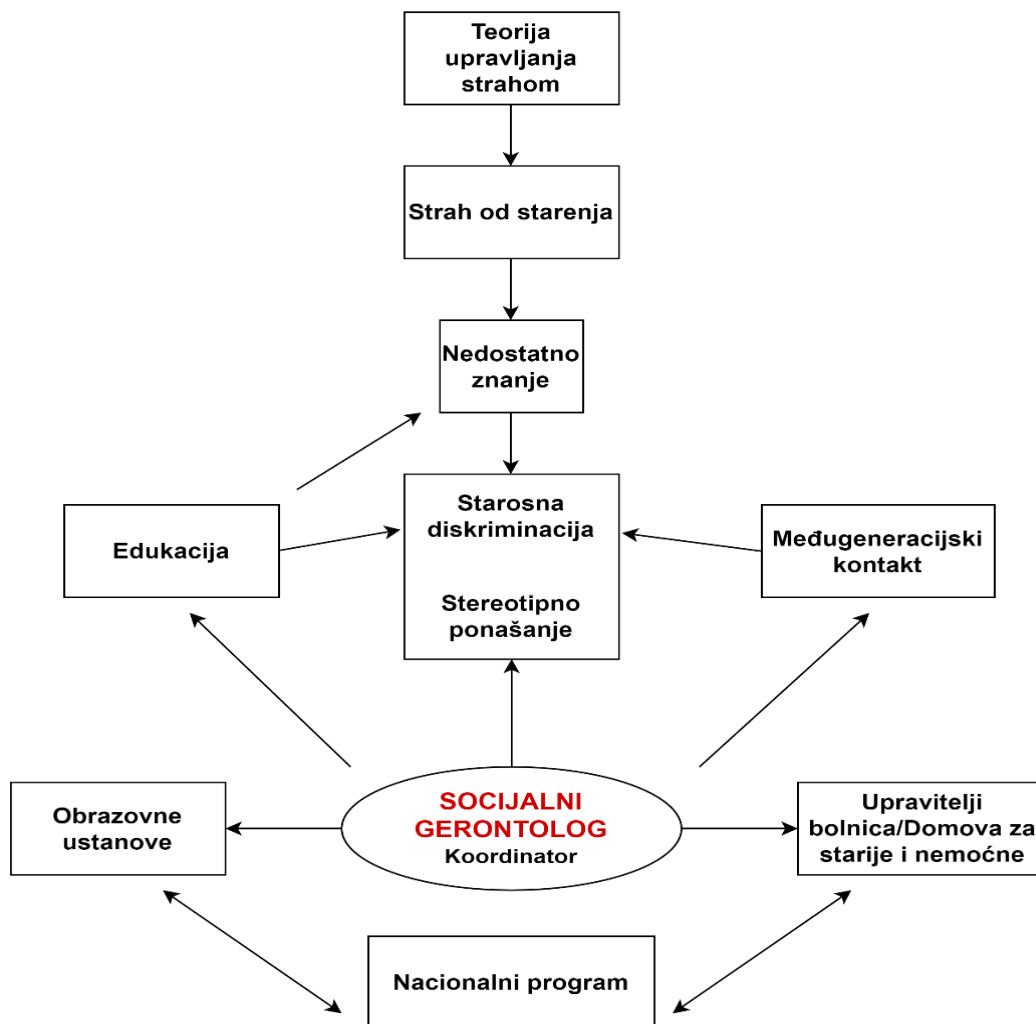 Teorija
upravljanja
strahom
Strah od starenja
Nedostatno
znanje
Starosna
diskriminacija
Stereotipno
ponašanje
Edukacija
Međugeneracijski
kontakt
SOCIJALNI
GERONTOLOG
Koordinator
Obrazovne
ustanove
Upravitelji
bolnica/Domova za
starije i nemoćne
Nacionalni program